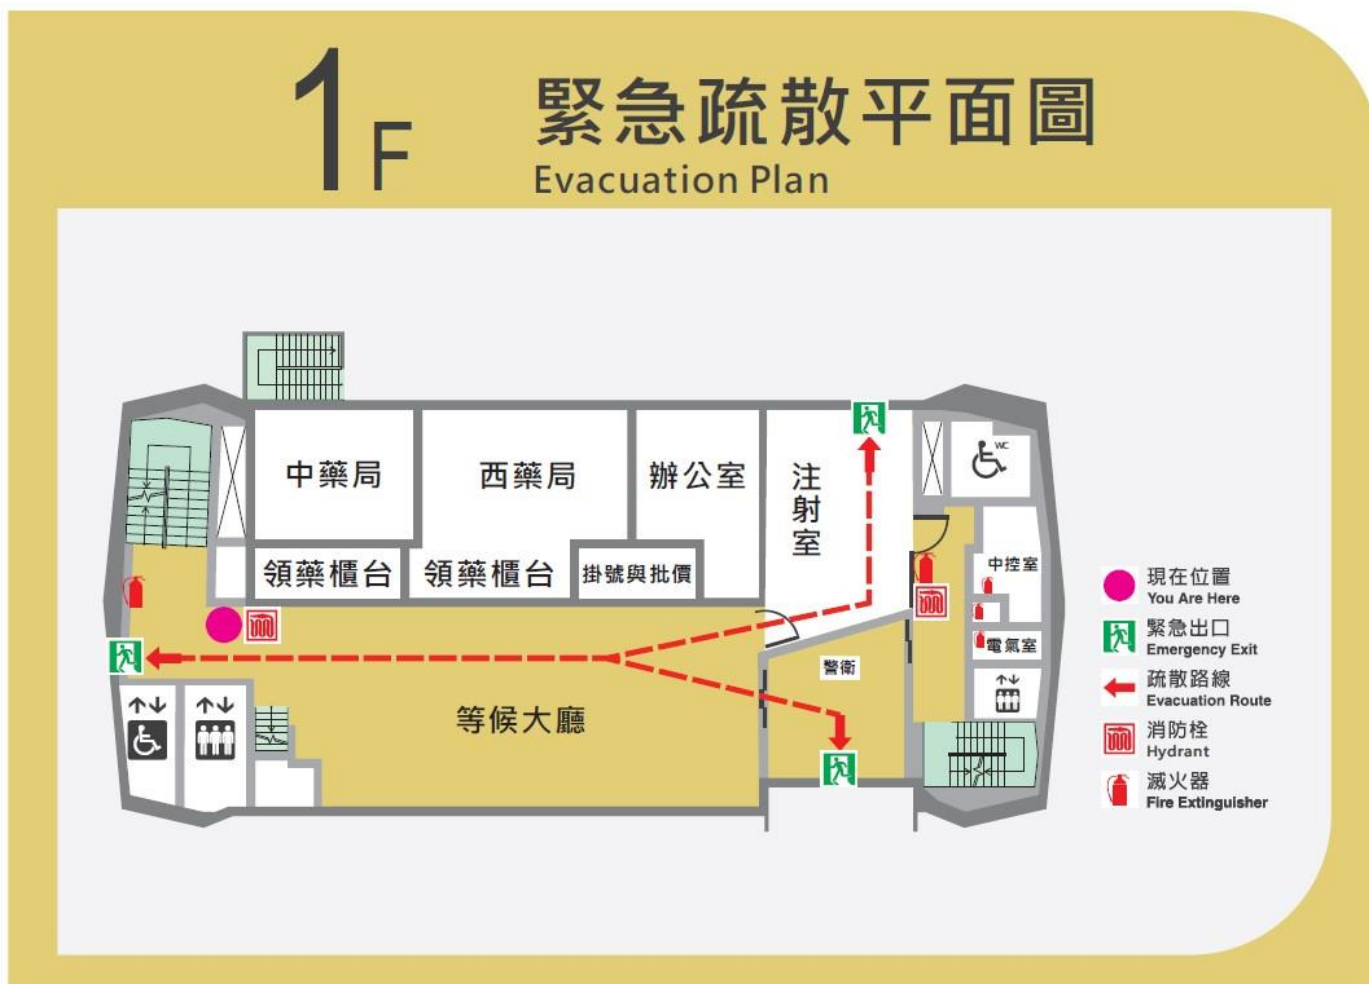 1F
緊急疏散平面圖
Evacuation Plan
中藥局
西藥局
辦公室
注射室
WC
領藥櫃台
領藥櫃台
掛號與批價
中控室
電氣室
警衛
等候大廳
現在位置
You Are Here
緊急出口
Emergency Exit
疏散路線
Evacuation Route
消防栓
Hydrant
滅火器
Fire Extinguisher